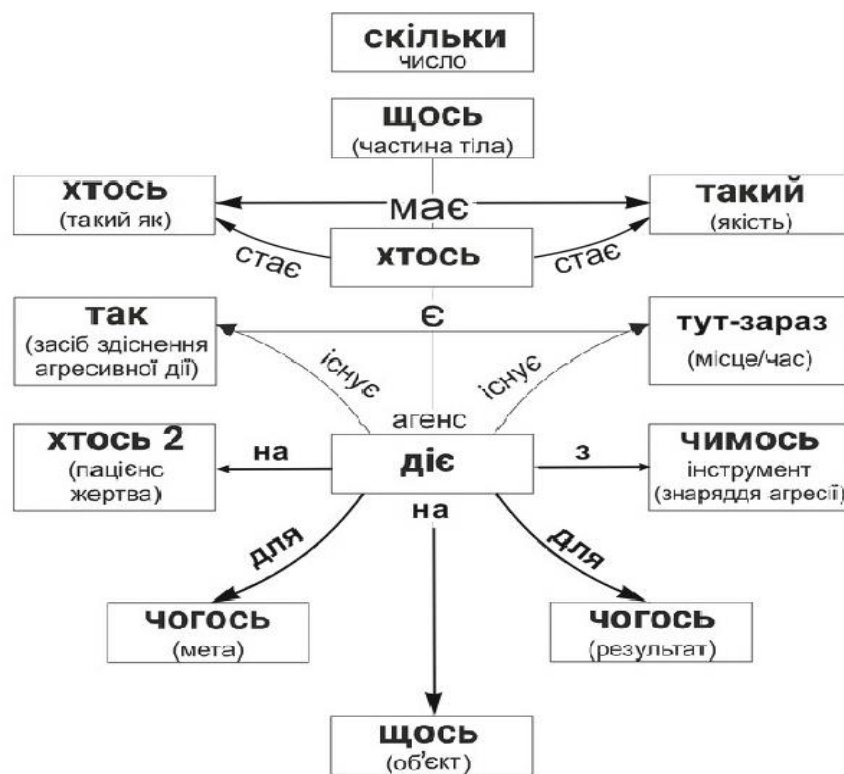 скільки
число
щось
(частина тіла)
хтось
(такий як)
має
такий
(якість)
стає
хтось
стає
так
(засіб здіснення
агресивної дії)
є
тут-зараз
(місце/час)
існує
існує
агенс
хтось 2
(пацієнс
жертва)
на
діє
з
чимось
інструмент
(знаряддя агресії)
на
для
для
чогось
(мета)
чогось
(результат)
щось
(об'єкт)